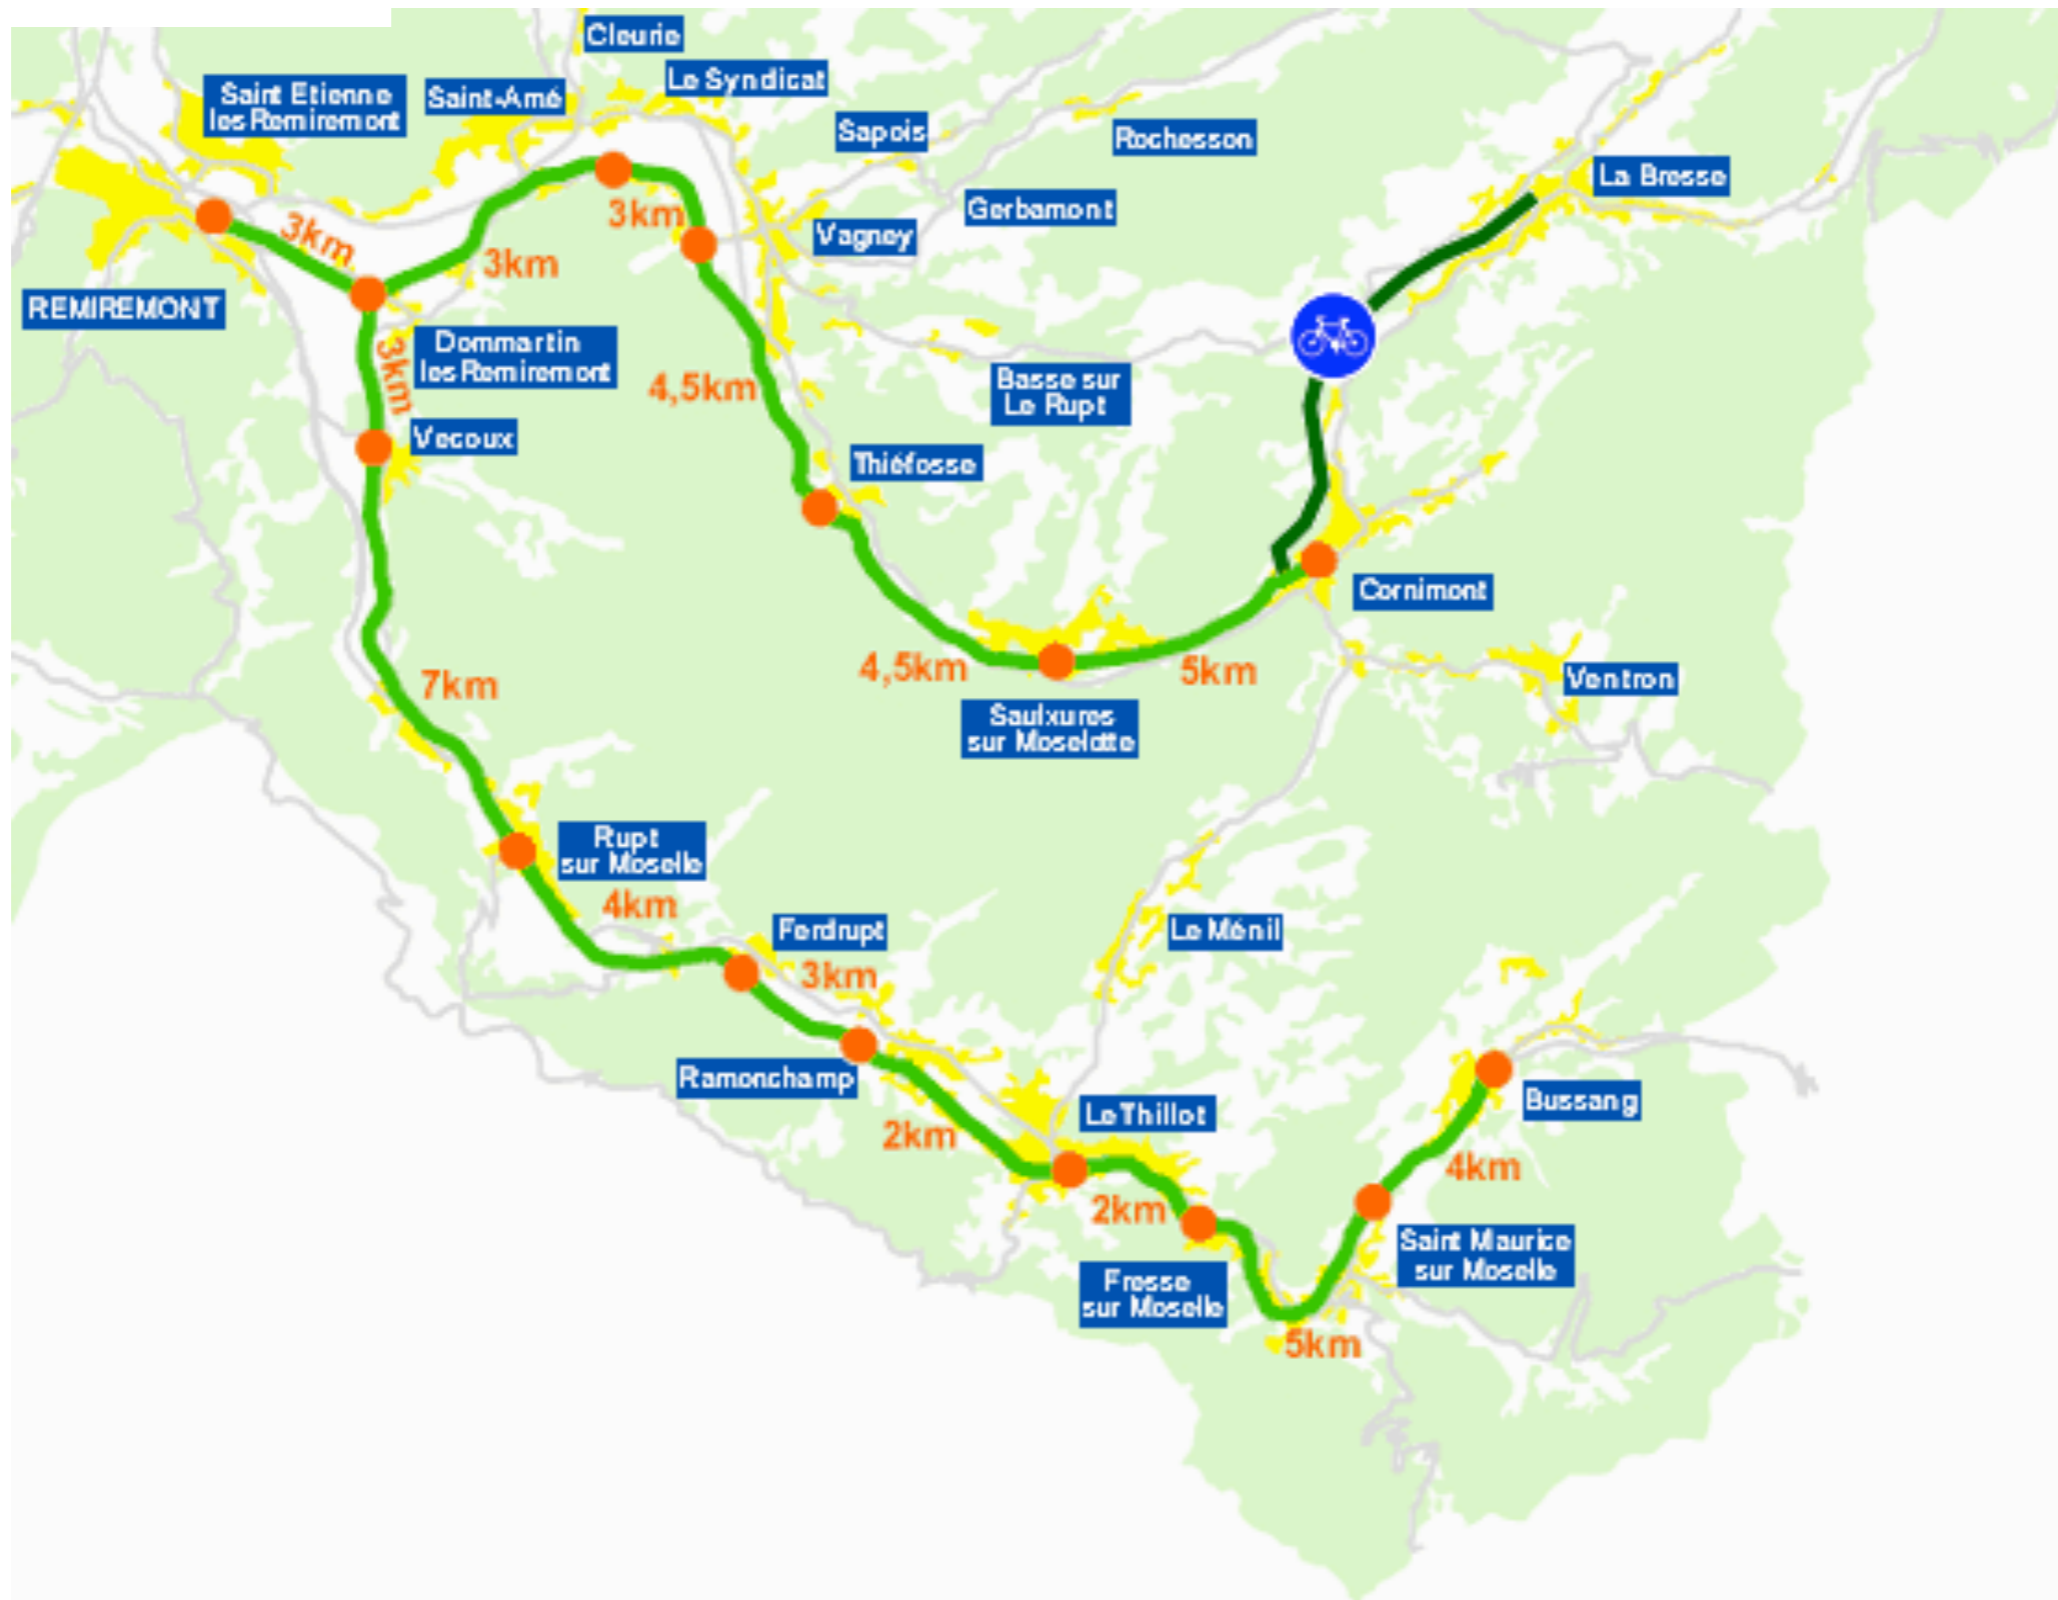 Cleurie
Le Syndicat
Saint Etienne
les Remiremont
Saint-Amé
Sapois
Rochesson
La Bresse
Gerbamont
Vagney
3km
3km
3km
REMIREMONT
Dommartin
les Remiremont
3km
4,5km
Basse sur
Le Rupt
Vecoux
Thiéfosse
Cornimont
4,5km
5km
Ventron
7km
Saulxures
sur Moselotte
Rupt
sur Moselle
4km
Ferdrupt
3km
Le Ménil
Ramonchamp
2km
Le Thillot
Bussang
4km
2km
Saint Maurice
sur Moselle
Fresse
sur Moselle
5km